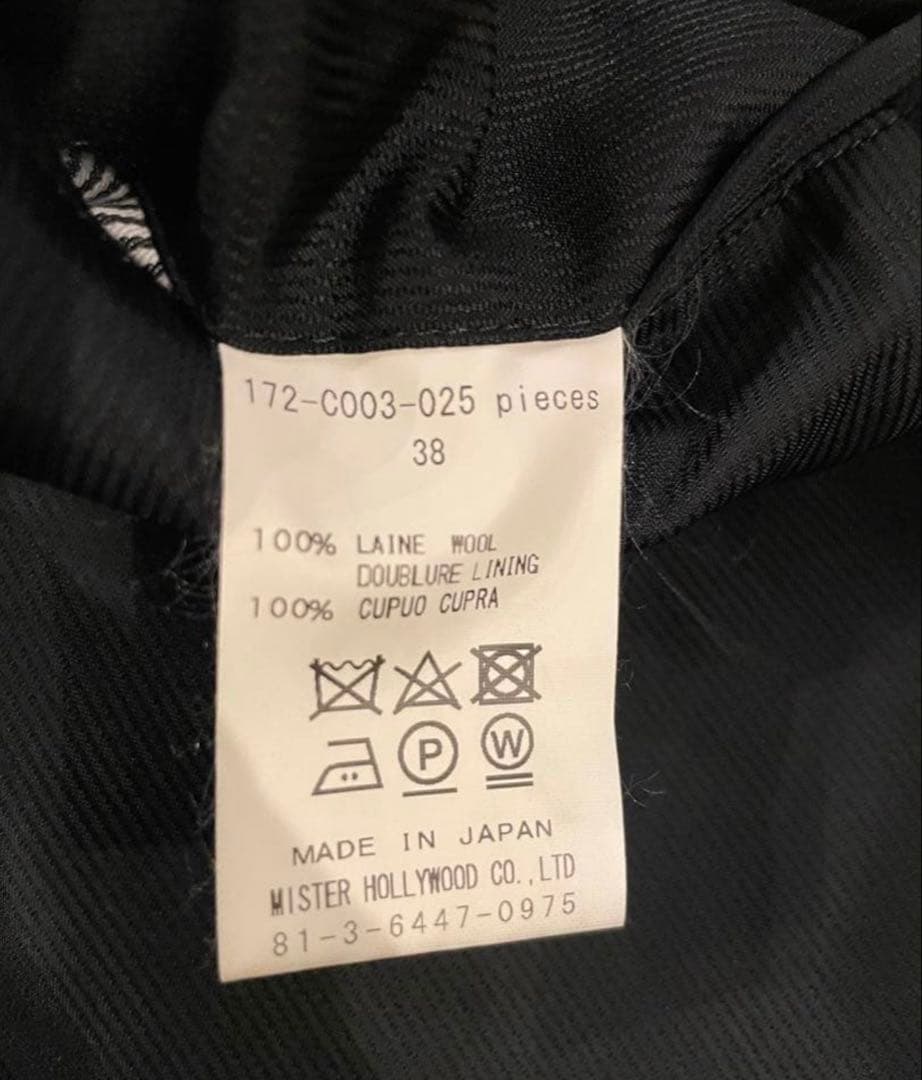 172-C003-025 pieces
38
100% LAINE WOOL
DOUBLURE LINING
100% CUPUO CUPRA
P W
MADE IN JAPAN
MISTER HOLLYWOOD CO.,LTD
81-3-6447-0975